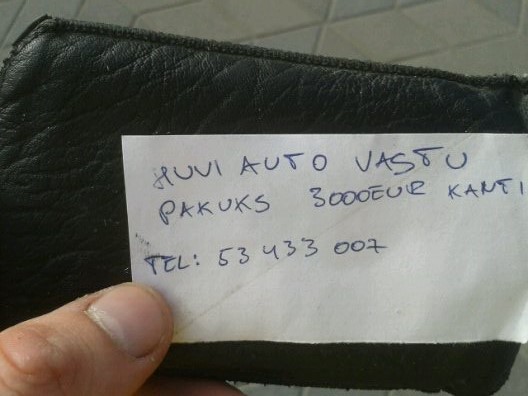 HUVI AUTO VASTU
PAKUKS 3000EUR KANTI
TEL: 53 433 007